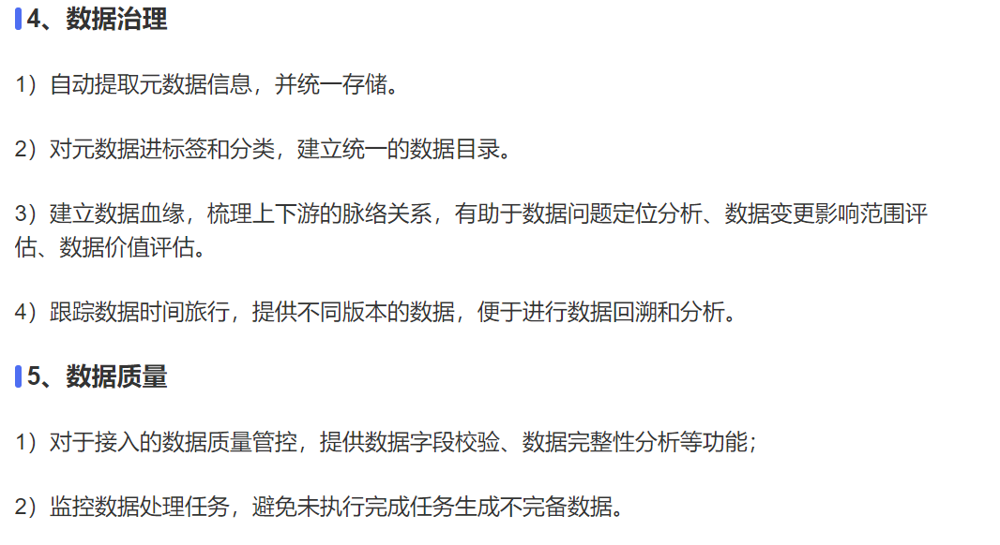 4、数据治理
1）自动提取元数据信息，并统一存储。
2）对元数据进标签和分类，建立统一的数据目录。
3）建立数据血缘，梳理上下游的脉络关系，有助于数据问题定位分析、数据变更影响范围评
估、数据价值评估。
4）跟踪数据时间旅行，提供不同版本的数据，便于进行数据回溯和分析。
5、数据质量
1）对于接入的数据质量管控，提供数据字段校验、数据完整性分析等功能；
2）监控数据处理任务，避免未执行完成任务生成不完备数据。